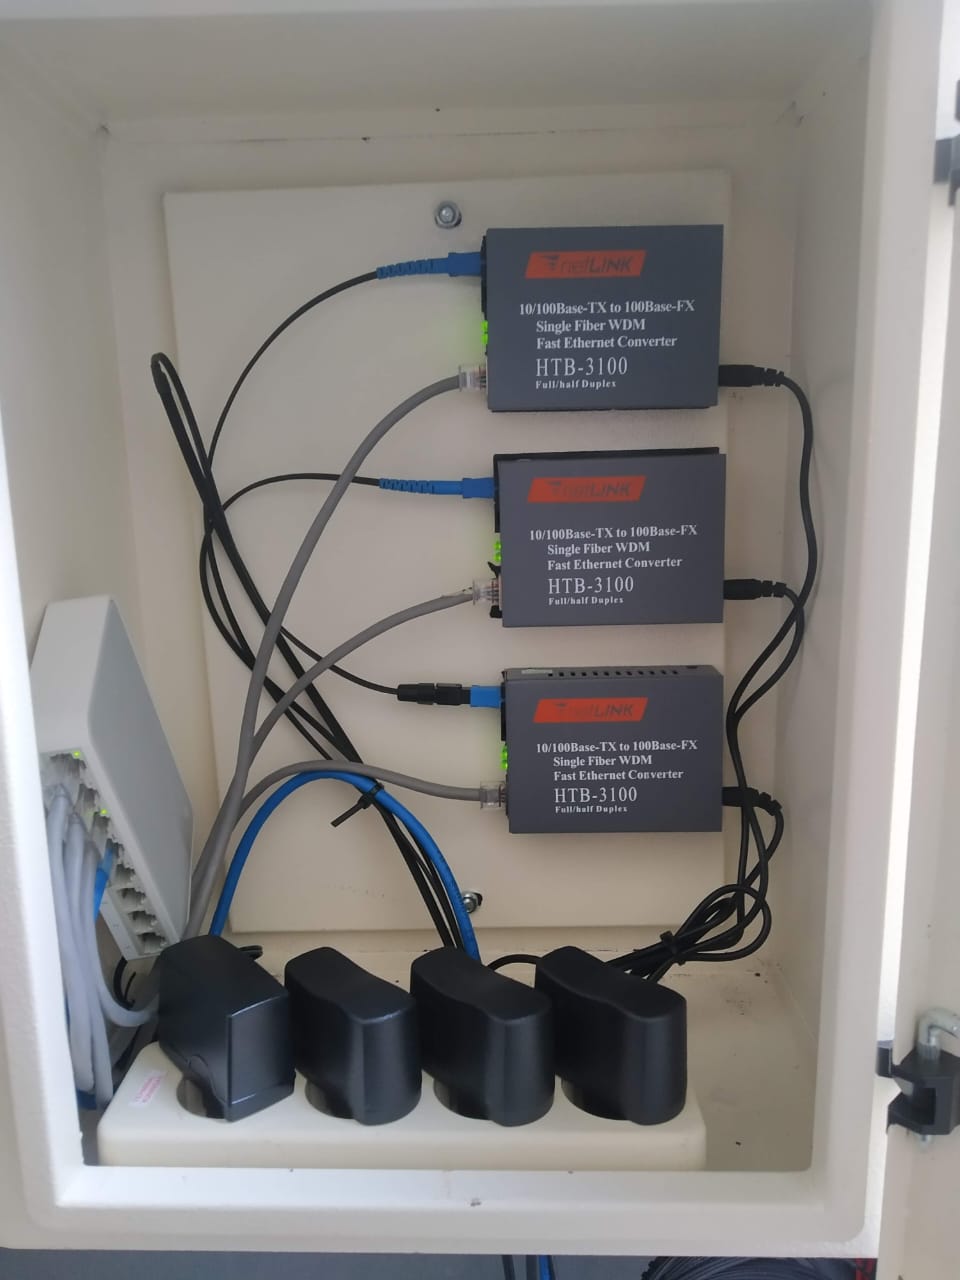 netLINK
10/100Base-TX to 100Base-FX
Single Fiber WDM
Fast Ethernet Converter
HTB-3100
Full/half Duplex
netLINK
10/100Base-TX to 100Base-FX
Single Fiber WDM
Fast Ethernet Converter
HTB-3100
Full/half Duplex
netLINK
10/100Base-TX to 100Base-FX
Single Fiber WDM
Fast Ethernet Converter
HTB-3100
Full/half Duplex